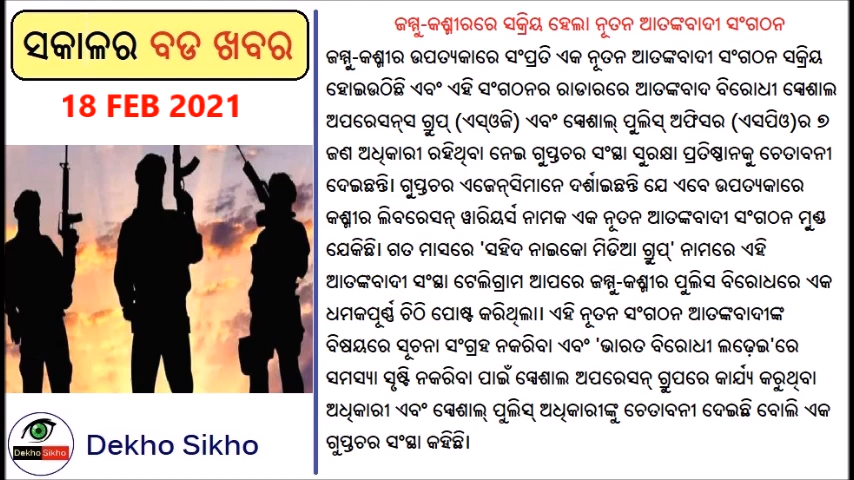 ସକାଳର ବଡ ଖବର
18 FEB 2021
Dekho Sikho
Dekho Sikho
ଜମ୍ମୁ-କଶ୍ମୀରରେ ସକ୍ରିୟ ହେଲା ନୂତନ ଆତଙ୍କବାଦୀ ସଂଗଠନ
ଜମ୍ମୁ-କଶ୍ମୀର ଉପତ୍ୟକାରେ ସଂପ୍ରତି ଏକ ନୂତନ ଆତଙ୍କବାଦୀ ସଂଗଠନ ସକ୍ରିୟ
ହୋଇଉଠିଛି ଏବଂ ଏହି ସଂଗଠନର ରାଡାରରେ ଆତଙ୍କବାଦ ବିରୋଧୀ ସ୍ପେଶାଲ
ଅପରେସନ୍‌ସ ଗ୍ରୁପ୍ (ଏସ୍ଓଜି) ଏବଂ ସ୍ପେଶାଲ୍ ପୁଲିସ୍ ଅଫିସର (ଏସପିଓ)ର ୭
ଜଣ ଅଧିକାରୀ ରହିଥିବା ନେଇ ଗୁପ୍ତଚର ସଂସ୍ଥା ସୁରକ୍ଷା ପ୍ରତିଷ୍ଠାନକୁ ଚେତାବନୀ
ଦେଇଛନ୍ତି। ଗୁପ୍ତଚର ଏଜେନ୍‌ସିମାନେ ଦର୍ଶାଇଛନ୍ତି ଯେ ଏବେ ଉପତ୍ୟକାରେ
କଶ୍ମୀର ଲିବରେସନ୍ ୱାରିୟର୍ସ ନାମକ ଏକ ନୂତନ ଆତଙ୍କବାଦୀ ସଂଗଠନ ମୁଣ୍ଡ
ଯେକିଛି। ଗତ ମାସରେ 'ସହିଦ ନାଇକୋ ମିଡିଆ ଗ୍ରୁପ୍' ନାମରେ ଏହି
ଆତଙ୍କବାଦୀ ସଂସ୍ଥା ଟେଲିଗ୍ରାମ ଆପରେ ଜମ୍ମୁ-କଶ୍ମୀର ପୁଲିସ ବିରୋଧରେ ଏକ
ଧମକପୂର୍ଣ୍ଣ ଚିଠି ପୋଷ୍ଟ କରିଥିଲା। ଏହି ନୂତନ ସଂଗଠନ ଆତଙ୍କବାଦୀଙ୍କ
ବିଷୟରେ ସୂଚନା ସଂଗ୍ରହ ନକରିବା ଏବଂ 'ଭାରତ ବିରୋଧୀ ଲଢ଼େଇ'ରେ
ସମସ୍ୟା ସୃଷ୍ଟି ନକରିବା ପାଇଁ ସ୍ପେଶାଲ ଅପରେସନ୍ ଗ୍ରୁପରେ କାର୍ଯ୍ୟ କରୁଥିବା
ଅଧିକାରୀ ଏବଂ ସ୍ପେଶାଲ୍ ପୁଲିସ୍ ଅଧିକାରୀଙ୍କୁ ଚେତାବନୀ ଦେଇଛି ବୋଲି ଏକ
ଗୁପ୍ତଚର ସଂସ୍ଥା କହିଛି।